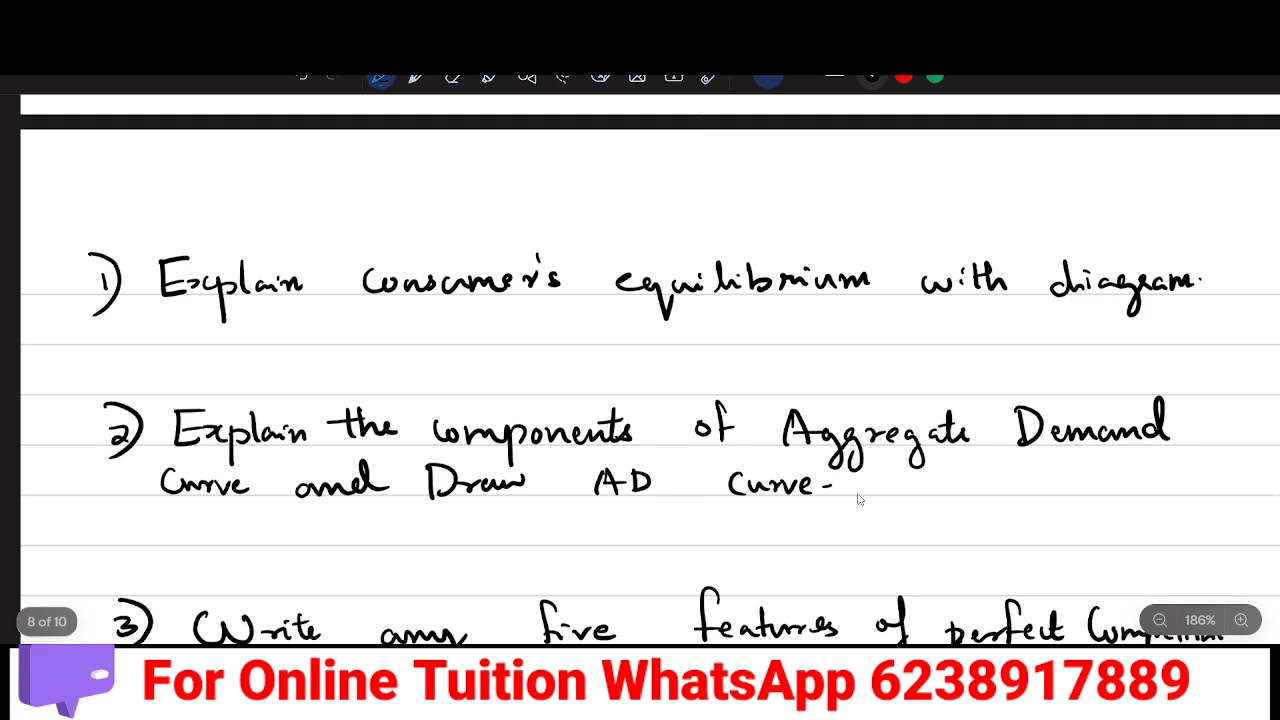 1) Explain consumer's equilibrium with diagram.
2) Explain the components of Aggregate Demand
curve and Draw AD curve-
3) Write any five features of perfect Competition
8 of 10
186%
For Online Tuition WhatsApp 6238917889